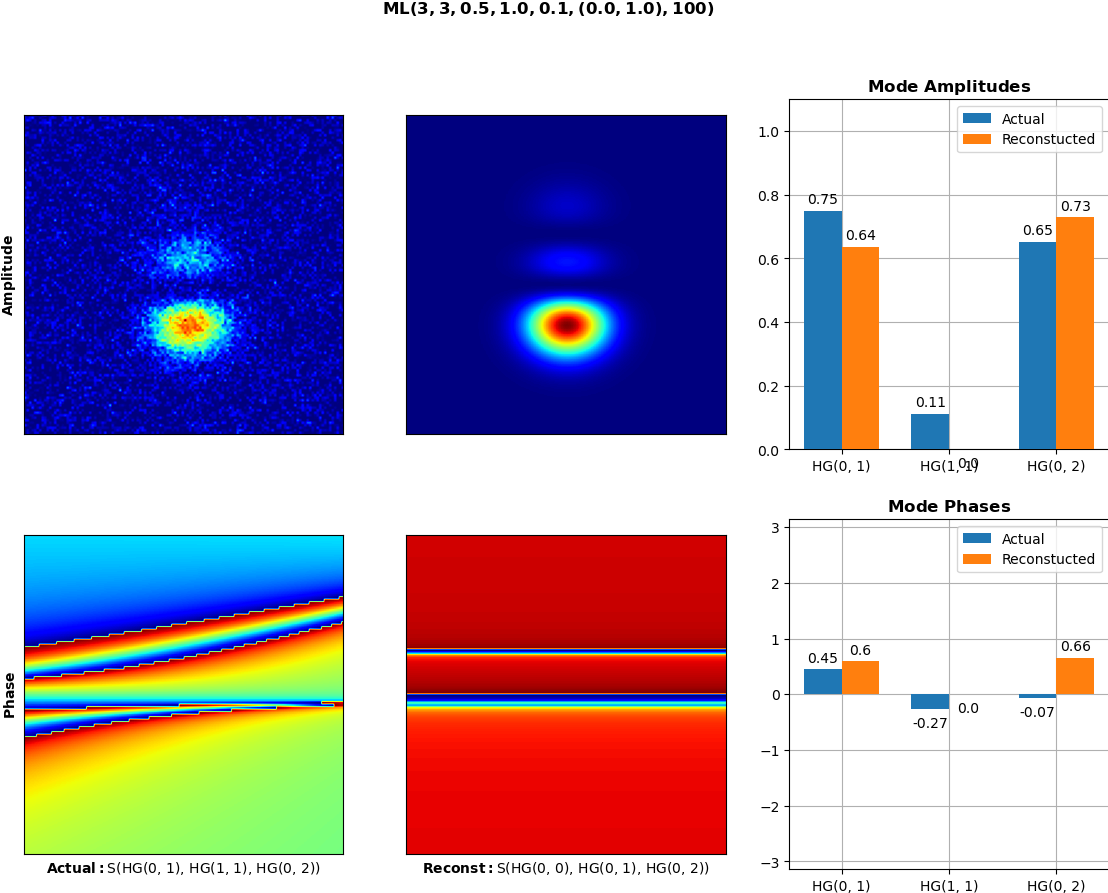 ML(3, 3, 0.5, 1.0, 0.1, (0.0, 1.0), 100)
Amplitude
Mode Amplitudes
Actual
Reconstucted
1.0
0.8
0.6
0.4
0.2
0.0
0.75
0.64
0.11
0.0
0.65
0.73
HG(0, 1)
HG(1, 1)
HG(0, 2)
Phase
Actual: S(HG(0, 1), HG(1, 1), HG(0, 2))
Reconst: S(HG(0, 0), HG(0, 1), HG(0, 2))
Mode Phases
Actual
Reconstucted
3
2
1
0
−1
−2
−3
0.45
0.6
-0.27
0.0
-0.07
0.66
HG(0, 1)
HG(1, 1)
HG(0, 2)